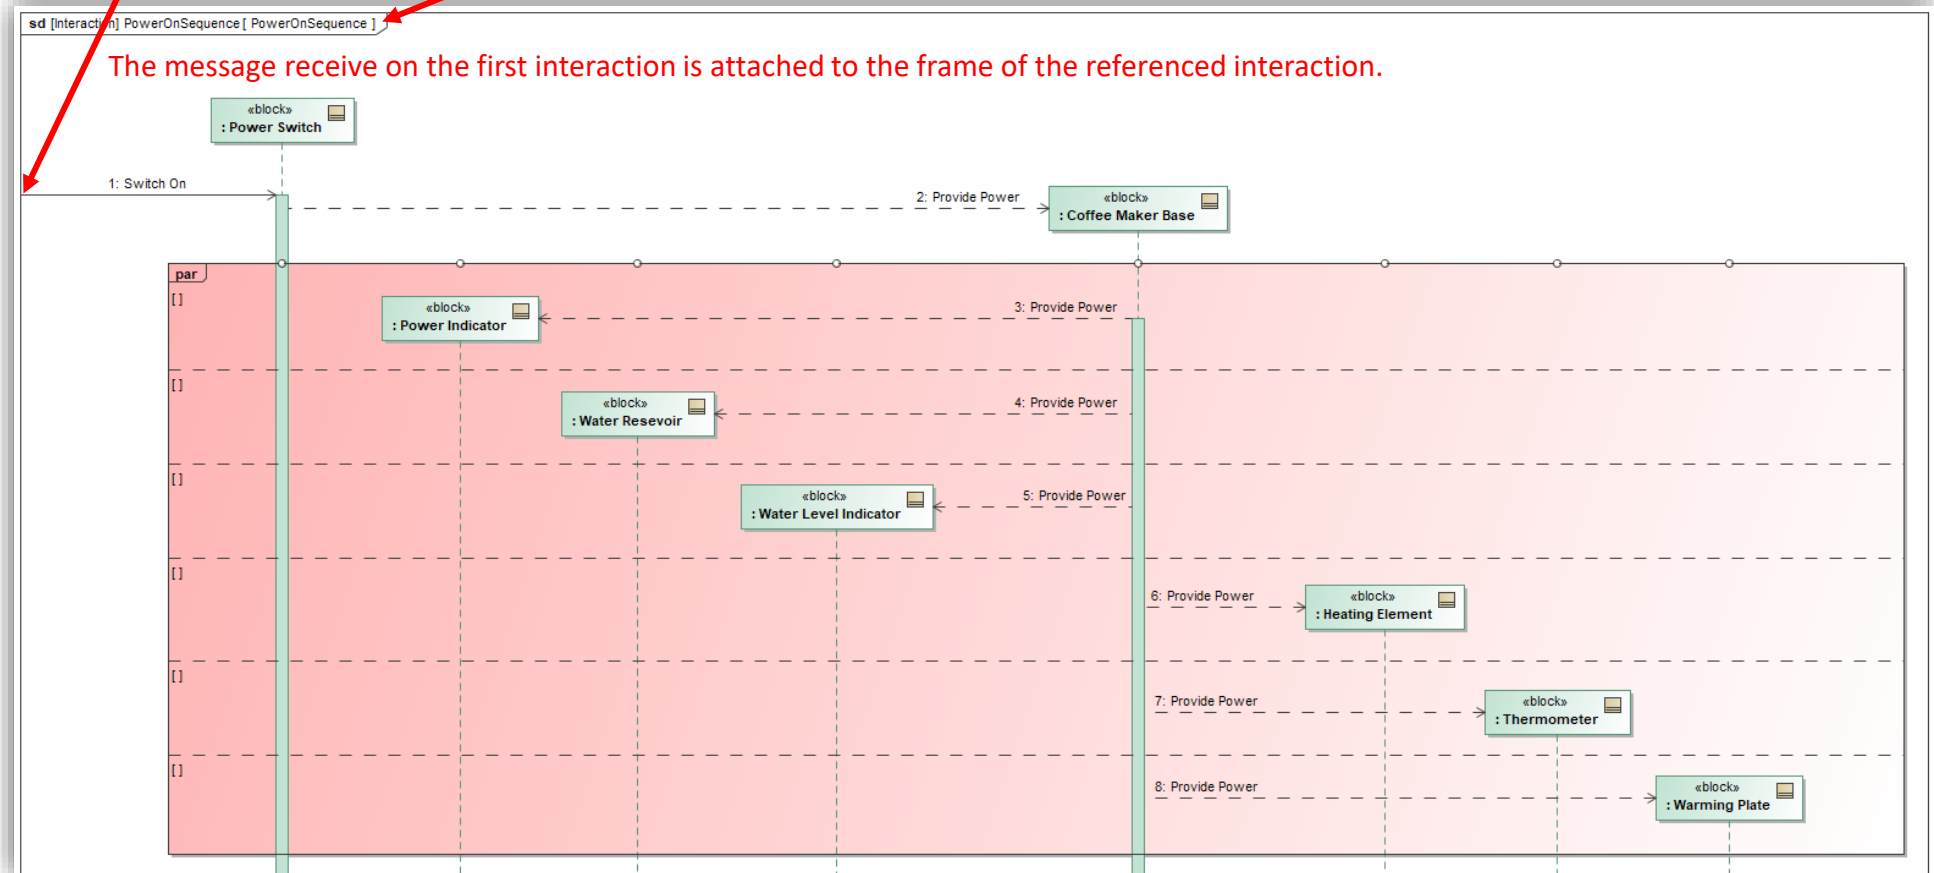 sd [Interaction] PowerOnSequence [ PowerOnSequence ]
The message receive on the first interaction is attached to the frame of the referenced interaction.
«block»
: Power Switch
1: Switch On
2: Provide Power
«block»
: Coffee Maker Base
par
[ ]
«block»
: Power Indicator
3: Provide Power
[ ]
«block»
: Water Resevoir
4: Provide Power
[ ]
«block»
: Water Level Indicator
5: Provide Power
[ ]
6: Provide Power
«block»
: Heating Element
[ ]
7: Provide Power
«block»
: Thermometer
[ ]
8: Provide Power
«block»
: Warming Plate